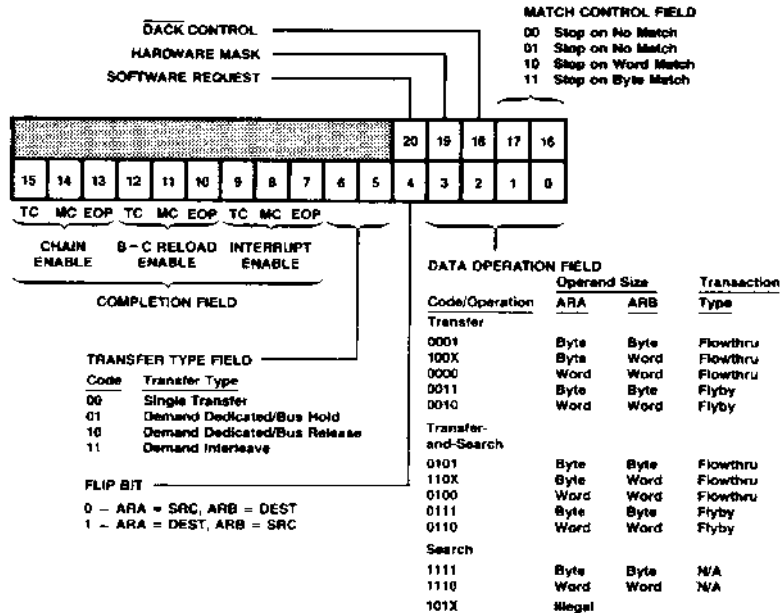 MATCH CONTROL FIELD
00 Stop on No Match
01 Stop on No Match
10 Stop on Word Match
11 Stop on Byte Match
DACK CONTROL
HARDWARE MASK
SOFTWARE REQUEST
20 19 18 17 16
15 14 13 12 11 10 9 8 7 6 5 4 3 2 1 0
TC MC EOP TC MC EOP TC MC EOP
CHAIN ENABLE
B-C RELOAD ENABLE
INTERRUPT ENABLE
COMPLETION FIELD
TRANSFER TYPE FIELD
Code Transfer Type
00 Single Transfer
01 Demand Dedicated/Bus Hold
10 Demand Dedicated/Bus Release
11 Demand Interleave
FLIP BIT
0 – ARA = SRC, ARB = DEST
1 – ARA = DEST, ARB = SRC
DATA OPERATION FIELD
Operand Size Transaction
Code/Operation ARA ARB Type
Transfer
0001 Byte Byte Flowthru
100X Byte Word Flowthru
0000 Word Word Flowthru
0011 Byte Byte Flyby
0010 Word Word Flyby
Transfer-
and-Search
0101 Byte Byte Flowthru
110X Byte Word Flowthru
0100 Word Word Flowthru
0111 Byte Byte Flyby
0110 Word Word Flyby
Search
1111 Byte Byte N/A
1110 Word Word N/A
101X Illegal